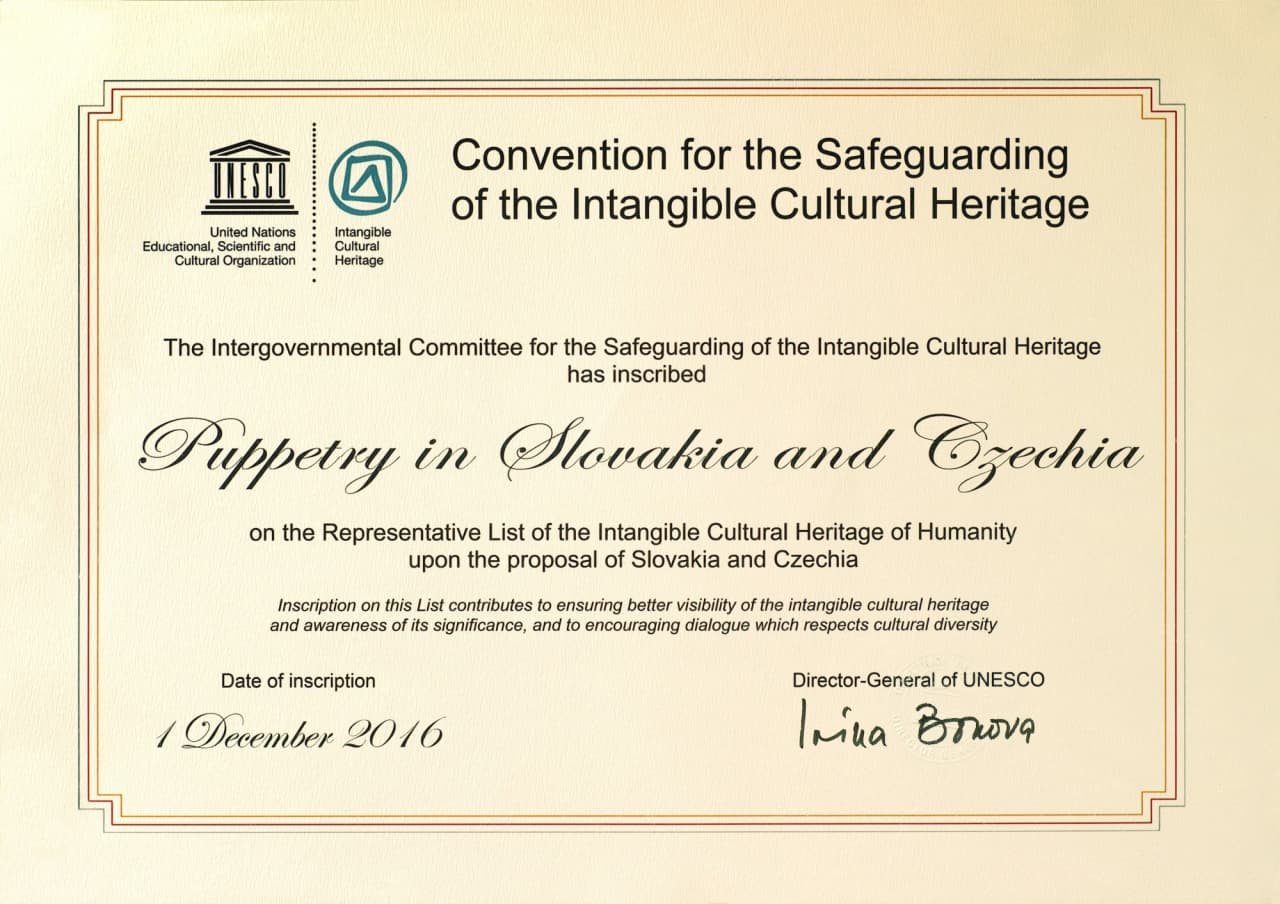 UNESCO
United Nations
Educational, Scientific and
Cultural Organization
Intangible
Cultural
Heritage
Convention for the Safeguarding
of the Intangible Cultural Heritage
The Intergovernmental Committee for the Safeguarding of the Intangible Cultural Heritage
has inscribed
Puppetry in Slovakia and Czechia
on the Representative List of the Intangible Cultural Heritage of Humanity
upon the proposal of Slovakia and Czechia
Inscription on this List contributes to ensuring better visibility of the intangible cultural heritage
and awareness of its significance, and to encouraging dialogue which respects cultural diversity
Date of inscription
1 December 2016
Director-General of UNESCO
Irina Bokova